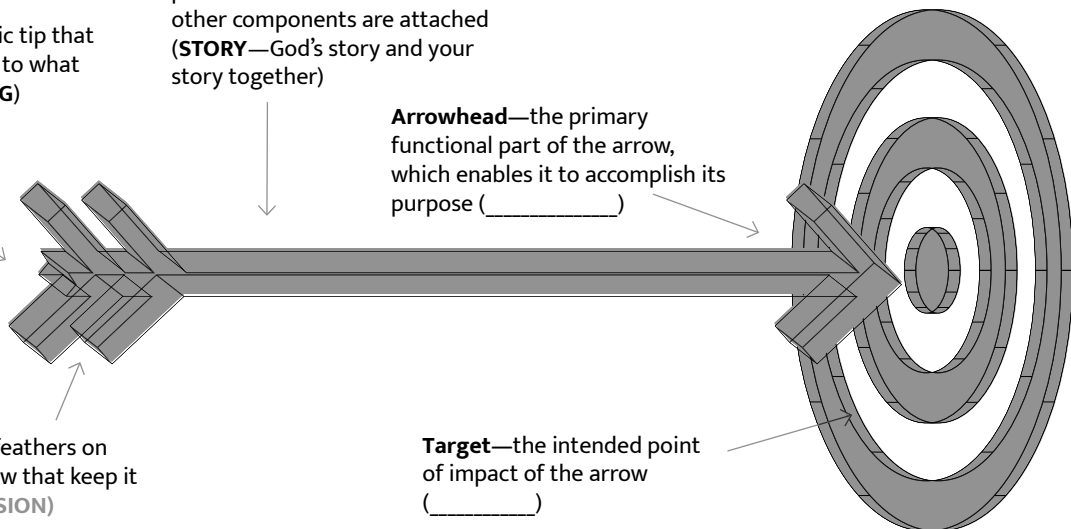 ic tip that
to what
G)
other components are attached
(STORY—God’s story and your
story together)
Arrowhead—the primary
functional part of the arrow,
which enables it to accomplish its
purpose (_______________)
feathers on
w that keep it
SION)
Target—the intended point
of impact of the arrow
(____________)